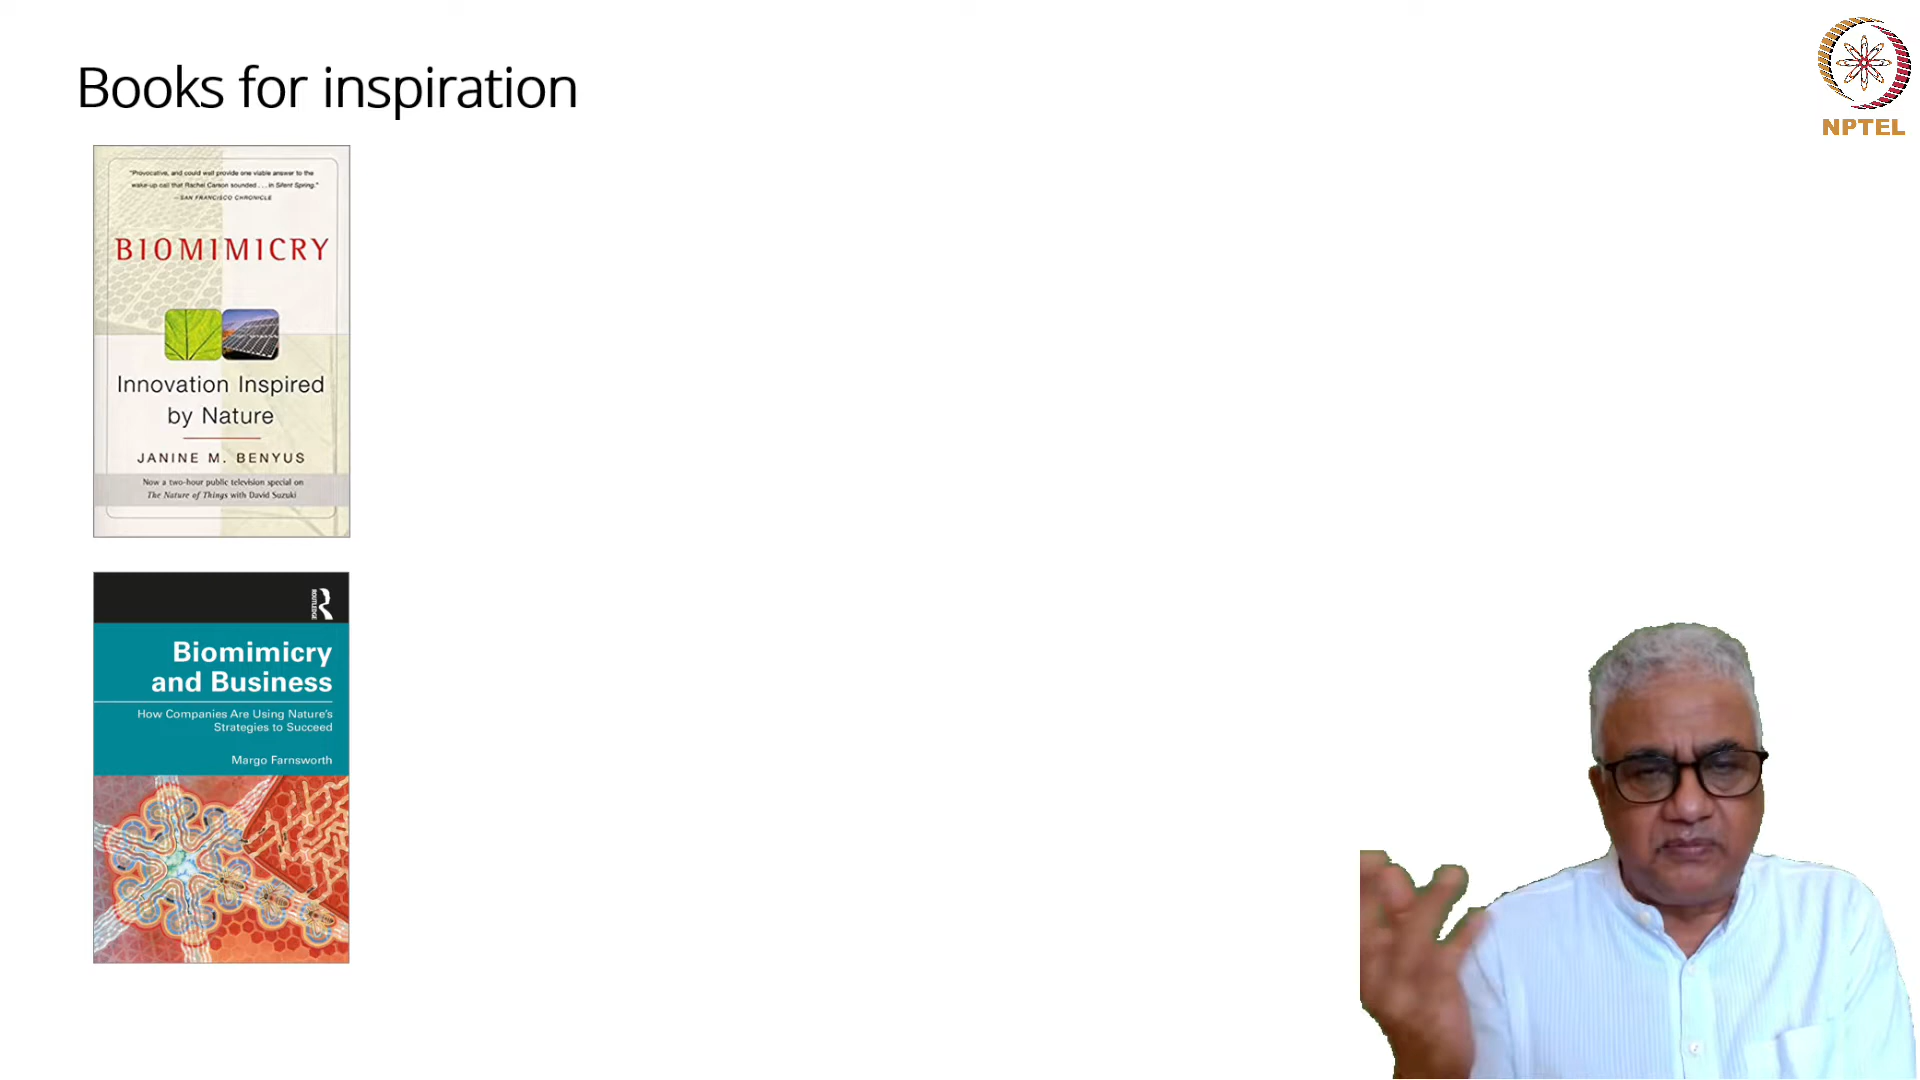 Books for inspiration
NPTEL
"Provocative, and could well provide one viable answer to the
wake-up call that Rachel Carson sounded . . . in Silent Spring."
—SAN FRANCISCO CHRONICLE
BIOMIMICRY
Innovation Inspired
by Nature
JANINE M. BENYUS
Now a two-hour public television special on
The Nature of Things with David Suzuki
ROUTLEDGE
Biomimicry
and Business
How Companies Are Using Nature's
Strategies to Succeed
Margo Farnsworth